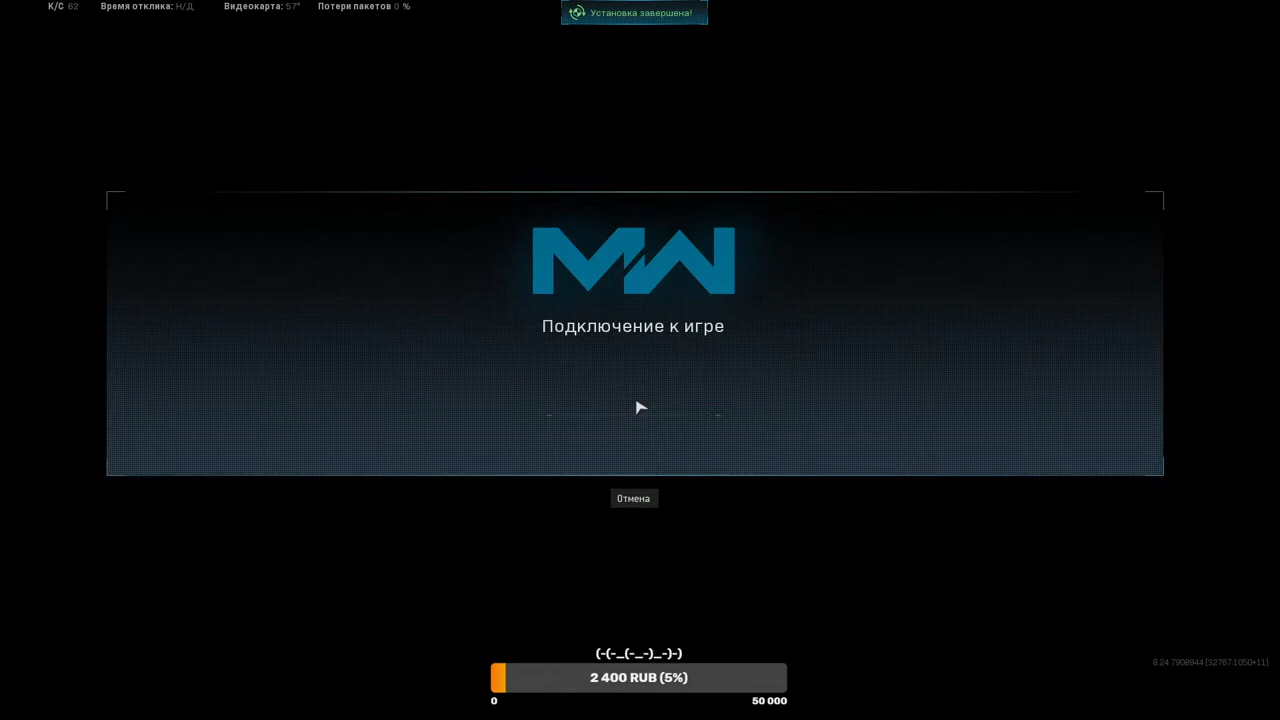 К/С 62 Время отклика: Н/Д Видеокарта: 57° Потери пакетов 0 %
Установка завершена!
MW
Подключение к игре
Отмена
(-(-_(-_-)_-)-)
2 400 RUB (5%)
0 50 000
8.24.7908944 [32767.1050+11]